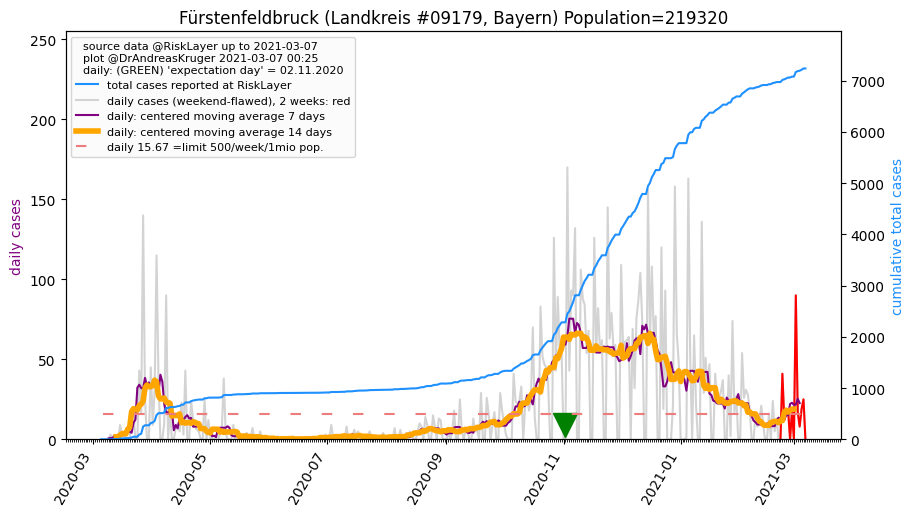 Fürstenfeldbruck (Landkreis #09179, Bayern) Population=219320
source data @RiskLayer up to 2021-03-07
plot @DrAndreasKruger 2021-03-07 00:25
daily: (GREEN) 'expectation day' = 02.11.2020
total cases reported at RiskLayer
daily cases (weekend-flawed), 2 weeks: red
daily: centered moving average 7 days
daily: centered moving average 14 days
daily 15.67 =limit 500/week/1mio pop.
daily cases
250
200
150
100
50
0
cumulative total cases
7000
6000
5000
4000
3000
2000
1000
0
2020-03
2020-05
2020-07
2020-09
2020-11
2021-01
2021-03